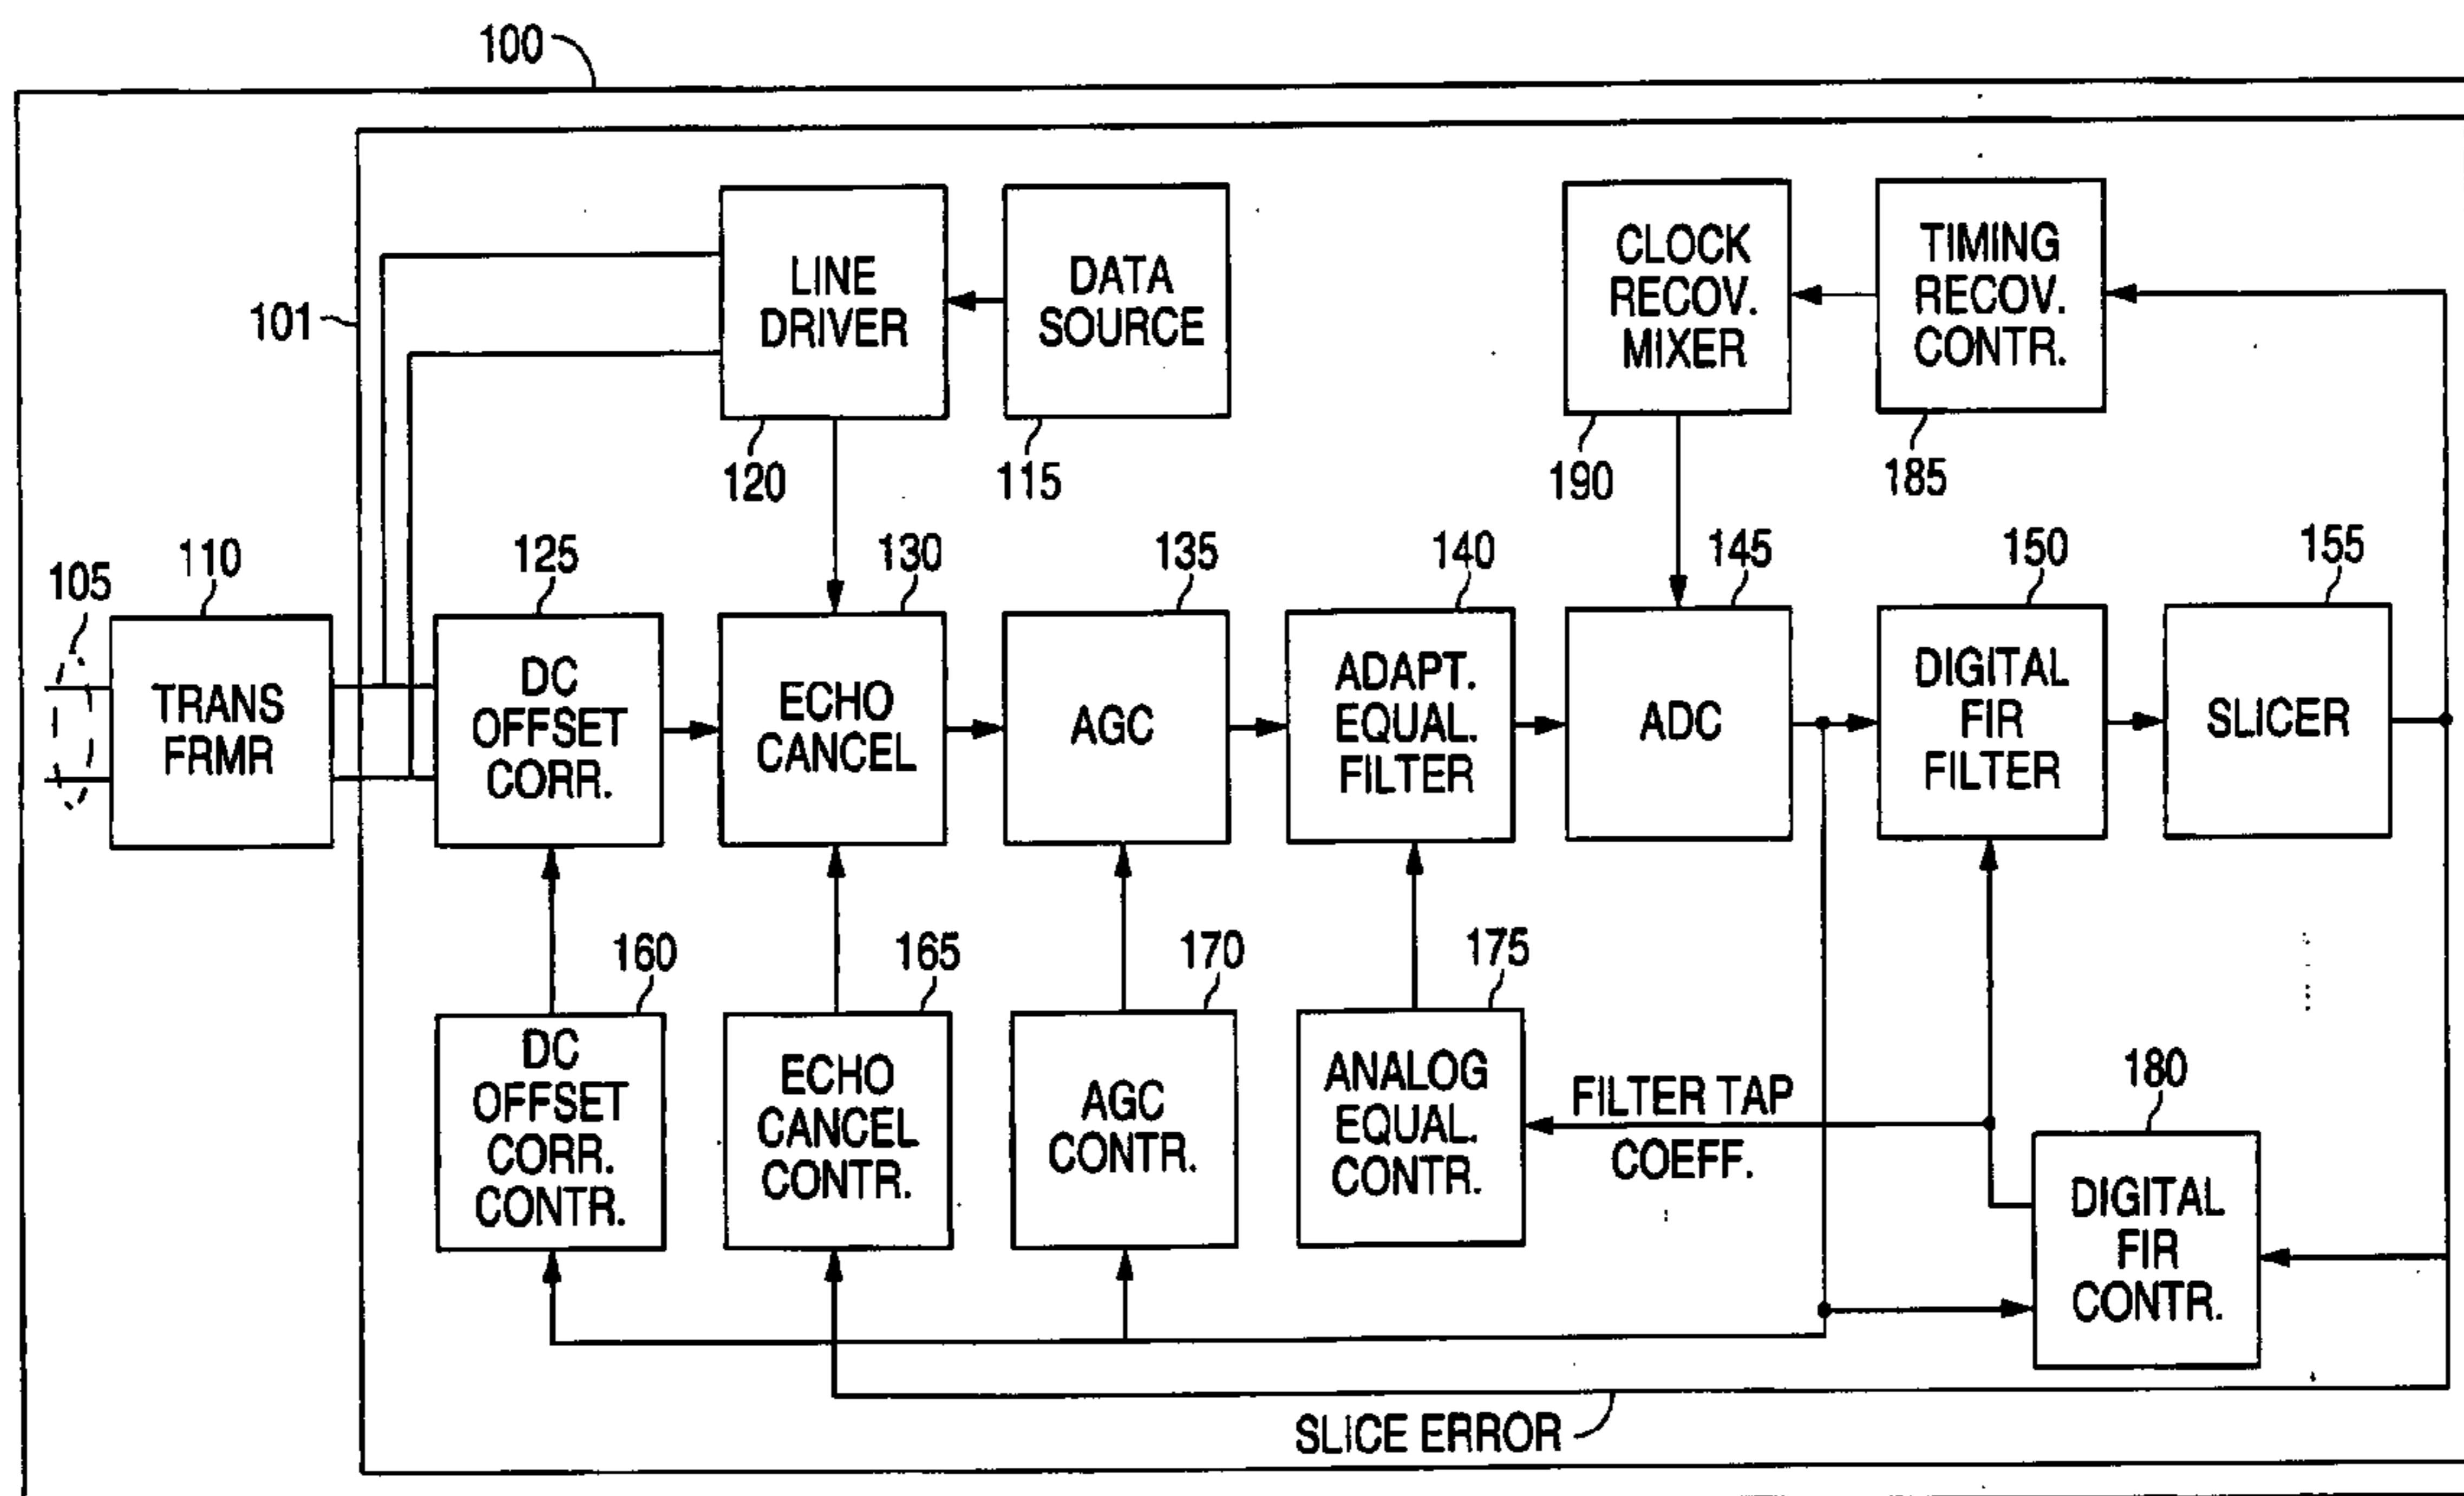 100
101
LINE
DRIVER
120
DATA
SOURCE
115
CLOCK
RECOV.
MIXER
190
TIMING
RECOV.
CONTR.
185
105
110
TRANS
FRMR
125
DC
OFFSET
CORR.
130
ECHO
CANCEL
135
AGC
140
ADAPT.
EQUAL.
FILTER
145
ADC
150
DIGITAL
FIR
FILTER
155
SLICER
160
DC
OFFSET
CORR.
CONTR.
165
ECHO
CANCEL
CONTR.
170
AGC
CONTR.
175
ANALOG
EQUAL.
CONTR.
FILTER TAP
COEFF.
180
DIGITAL
FIR
CONTR.
SLICE ERROR